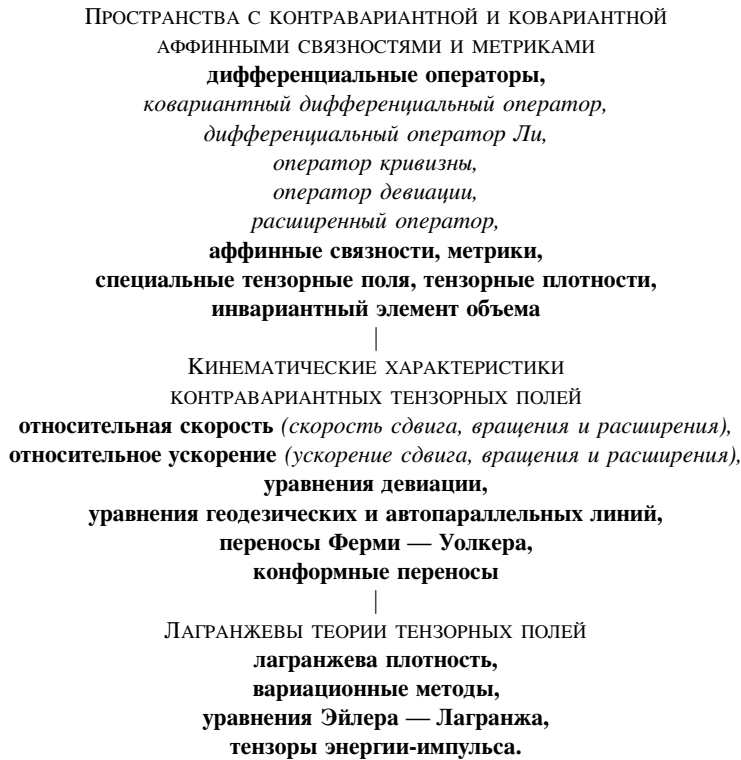 Пространства с контравариантной и ковариантной
аффинными связностями и метриками
дифференциальные операторы,
ковариантный дифференциальный оператор,
дифференциальный оператор Ли,
оператор кривизны,
оператор девиации,
расширенный оператор,
аффинные связности, метрики,
специальные тензорные поля, тензорные плотности,
инвариантный элемент объема
|
Кинематические характеристики
контравариантных тензорных полей
относительная скорость (скорость сдвига, вращения и расширения),
относительное ускорение (ускорение сдвига, вращения и расширения),
уравнения девиации,
уравнения геодезических и автопараллельных линий,
переносы Ферми — Уолкера,
конформные переносы
|
Лагранжевы теории тензорных полей
лагранжева плотность,
вариационные методы,
уравнения Эйлера — Лагранжа,
тензоры энергии-импульса.